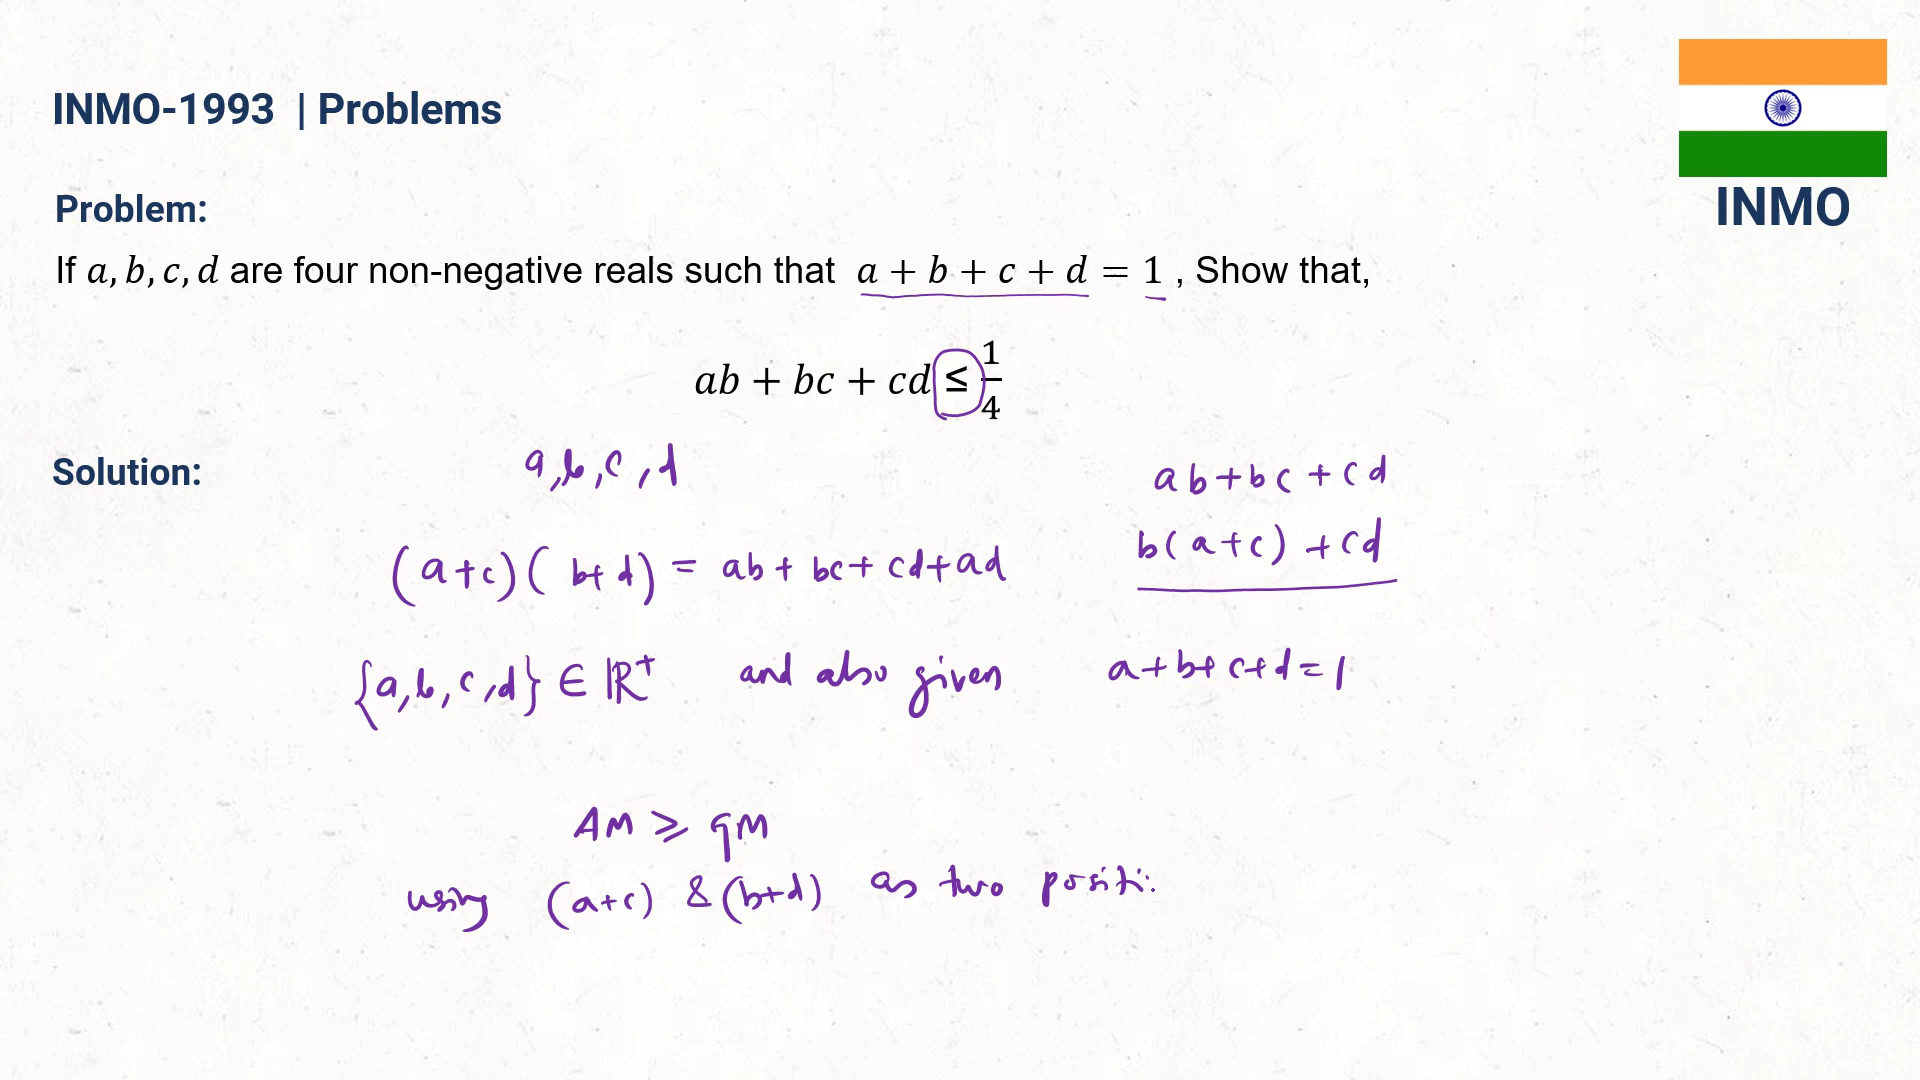 INMO-1993 | Problems
INMO
Problem:
If a, b, c, d are four non-negative reals such that a + b + c + d = 1 , Show that,
ab + bc + cd ≤ 1/4
Solution:
a, b, c, d
ab+bc+cd
b(a+c)+cd
(a+c)(b+d) = ab+bc+cd+ad
{a,b,c,d} ∈ ℝ⁺ and also given a+b+c+d=1
AM ≥ GM
using (a+c) & (b+d) as two positi